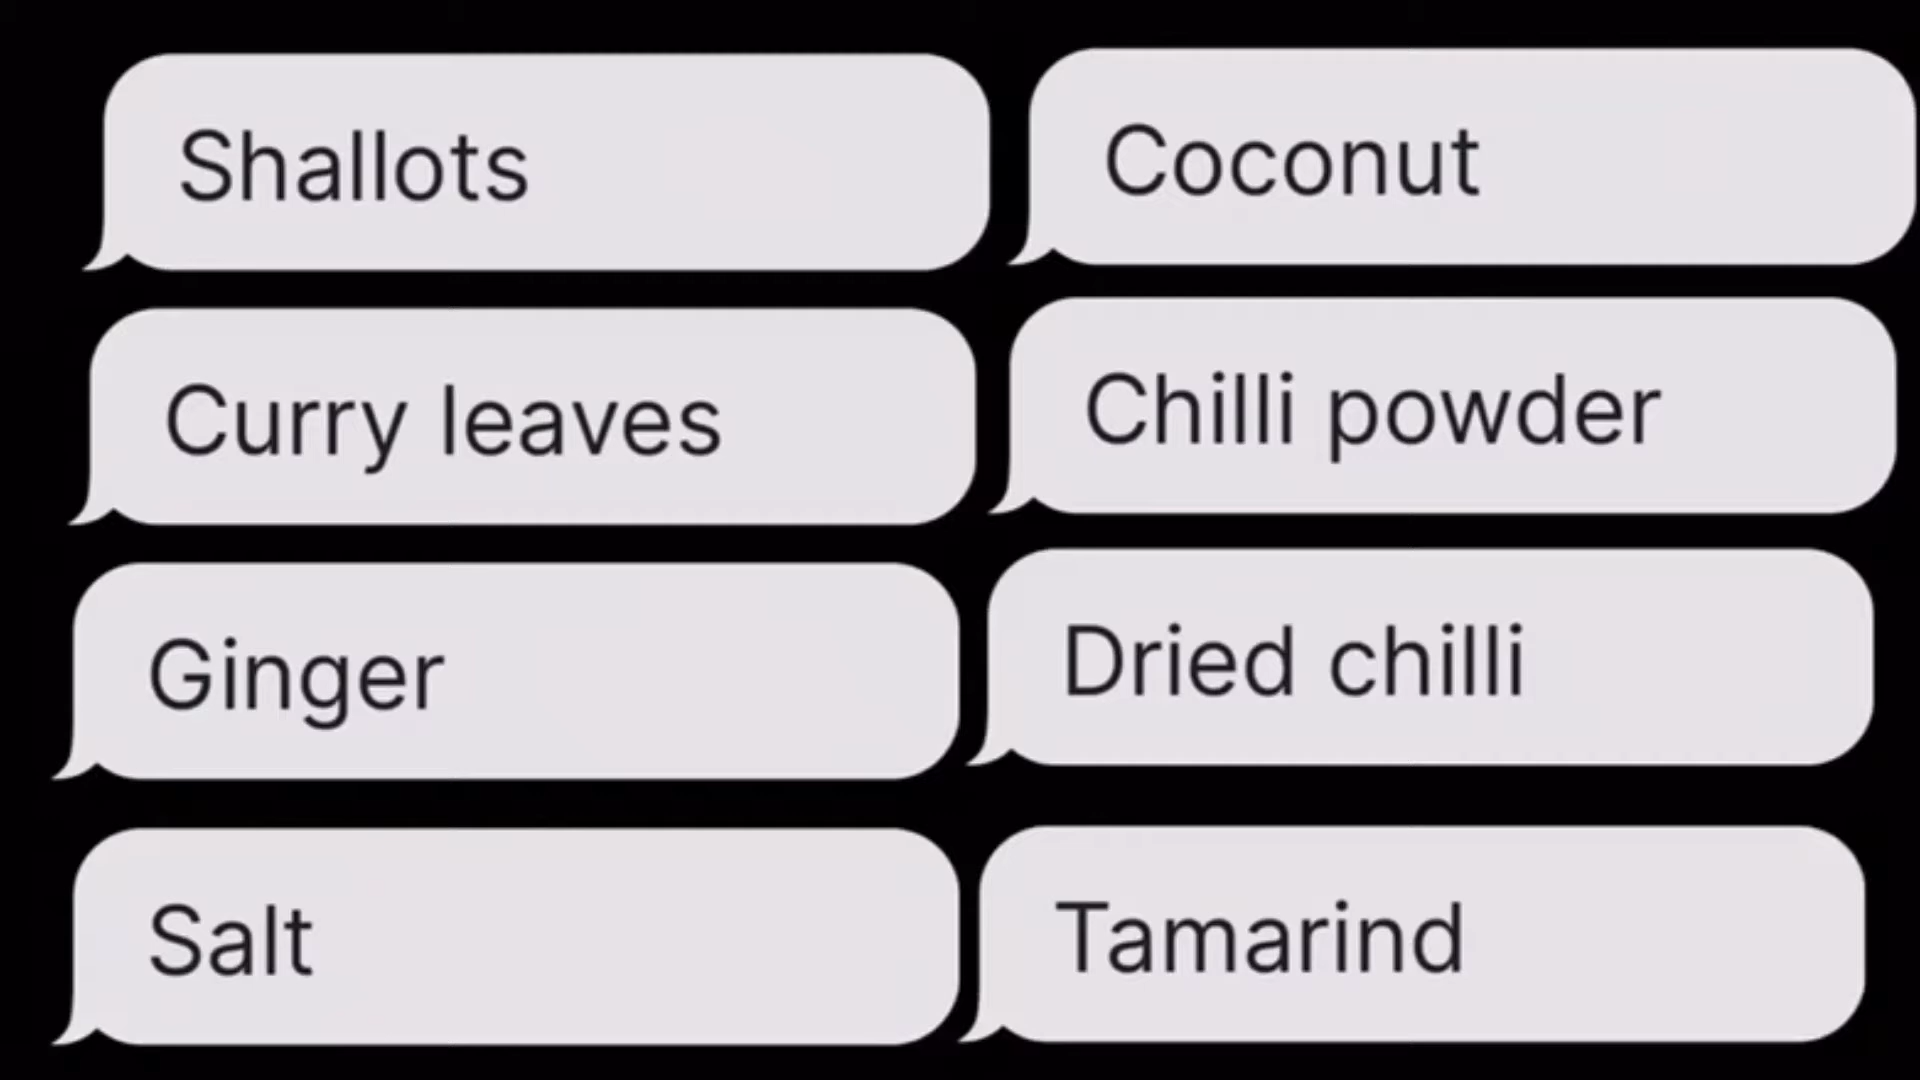 Shallots
Coconut
Curry leaves
Chilli powder
Ginger
Dried chilli
Salt
Tamarind